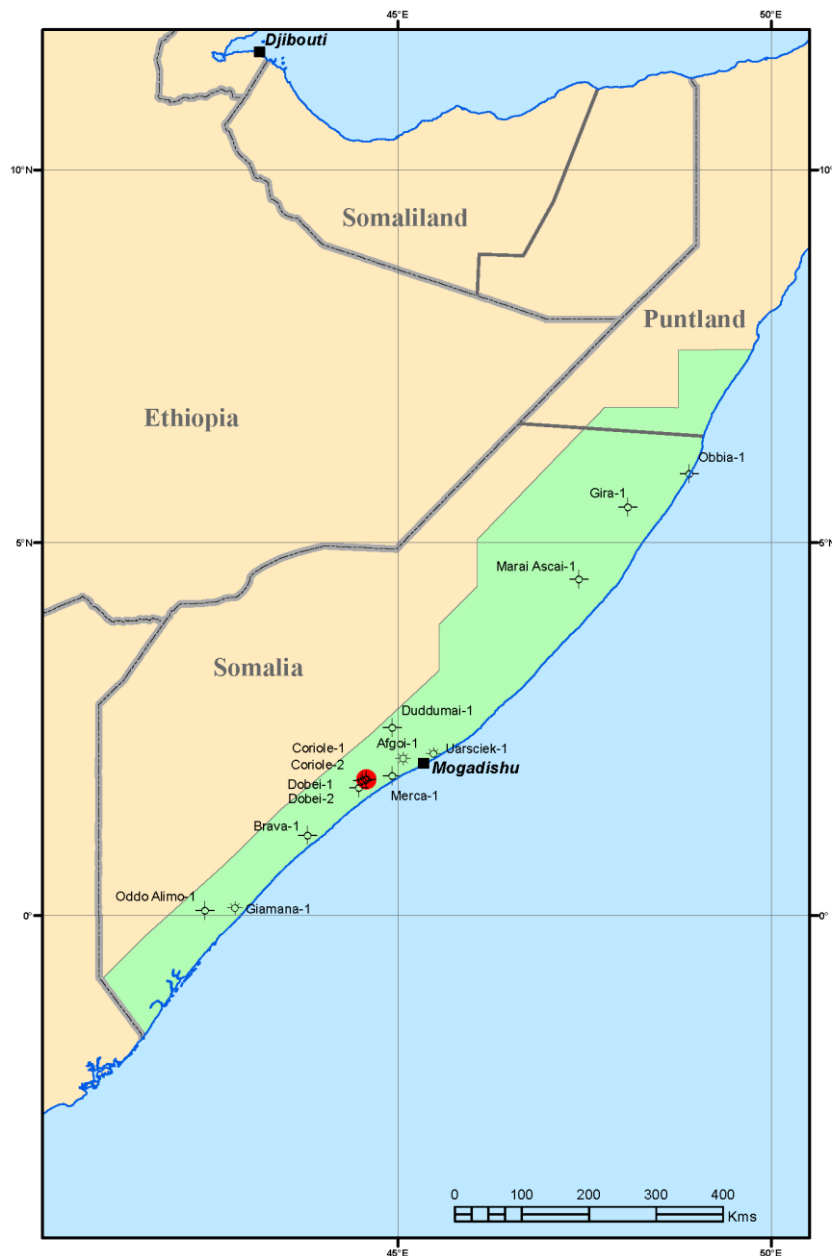 45°E 50°E
Djibouti
10°N 10°N
Somaliland
Puntland
Ethiopia
Obbia-1
Gira-1
5°N 5°N
Marai Ascai-1
Somalia
Duddumai-1
Coriole-1 Afgoi-1 Uarsciek-1
Coriole-2 Mogadishu
Dobei-1
Dobei-2 Merca-1
Brava-1
Oddo Alimo-1 Giamana-1
0° 0°
0 100 200 300 400
Kms
45°E 50°E